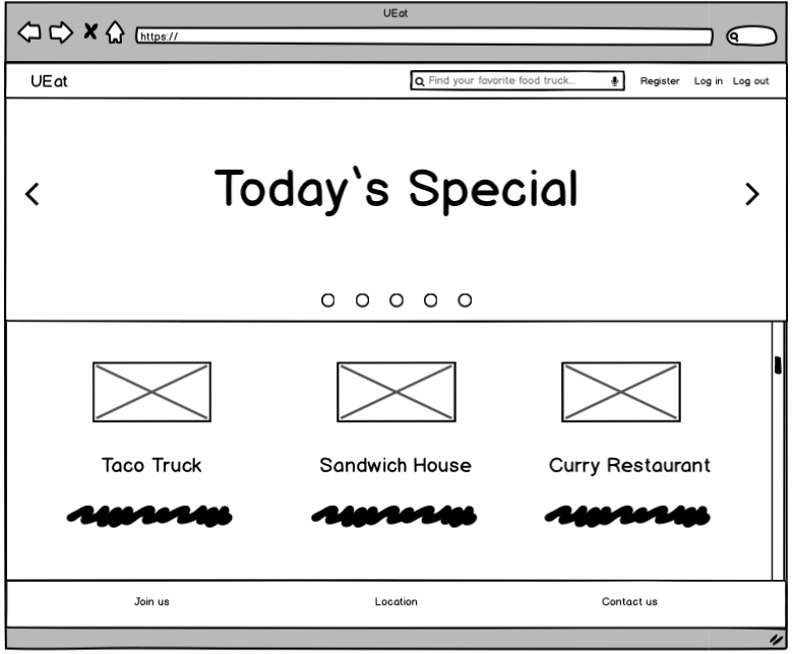 UEat
https://
UEat
Find your favorite food truck...
Register Log in Log out
Today`s Special
Taco Truck Sandwich House Curry Restaurant
Join us Location Contact us